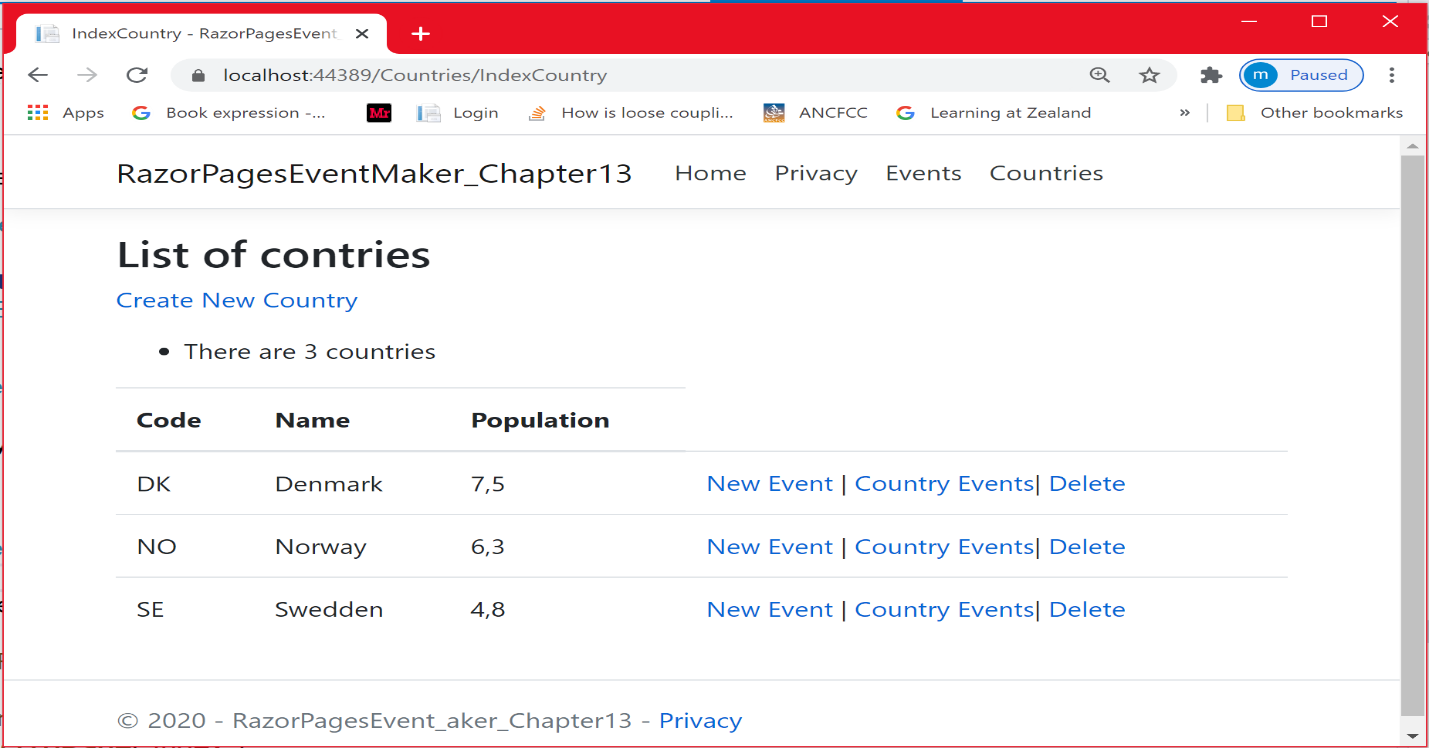 IndexCountry - RazorPagesEvent
localhost:44389/Countries/IndexCountry
m Paused
Apps Book expression -... Mr Login How is loose coupli... ANCFCC Learning at Zealand » Other bookmarks
RazorPagesEventMaker_Chapter13 Home Privacy Events Countries
List of contries
Create New Country
• There are 3 countries
Code Name Population
DK Denmark 7,5 New Event | Country Events| Delete
NO Norway 6,3 New Event | Country Events| Delete
SE Swedden 4,8 New Event | Country Events| Delete
© 2020 - RazorPagesEvent_aker_Chapter13 - Privacy